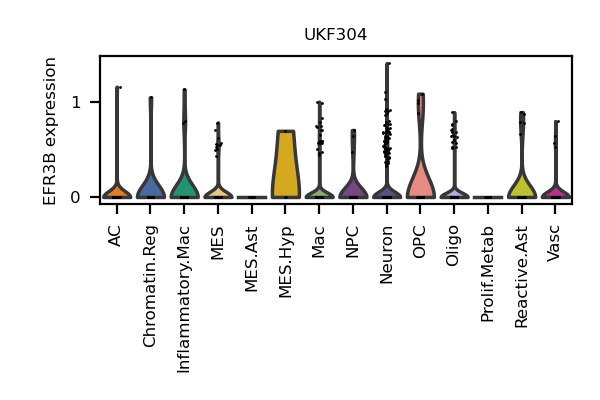 UKF304
EFR3B expression
1
0
AC
Chromatin.Reg
Inflammatory.Mac
MES
MES.Ast
MES.Hyp
Mac
NPC
Neuron
OPC
Oligo
Prolif.Metab
Reactive.Ast
Vasc